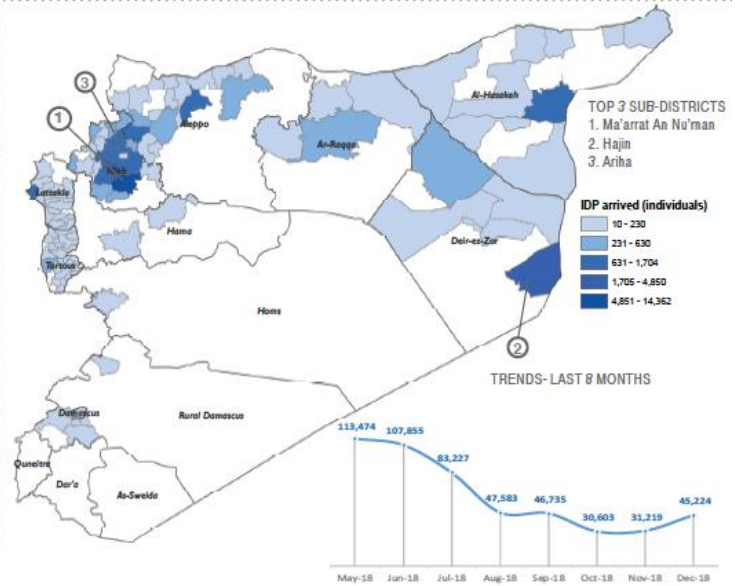 3
1
Al-Hasakeh
Aleppo
TOP 3 SUB-DISTRICTS
1. Ma'arrat An Nu'man
2. Hajin
3. Ariha
Ar-Raqqa
Idleb
Lattakia
IDP arrived (individuals)
10 - 230
231 - 630
631 - 1,704
1,705 - 4,850
4,851 - 14,362
Hama
Deir-ez-Zor
Tartous
Homs
2
TRENDS- LAST 8 MONTHS
Damascus
Rural Damascus
Quneitra
Dar'a
As-Sweida
113,474
107,855
83,227
47,583
46,735
30,603
31,219
45,224
May-18 Jun-18 Jul-18 Aug-18 Sep-18 Oct-18 Nov-18 Dec-18